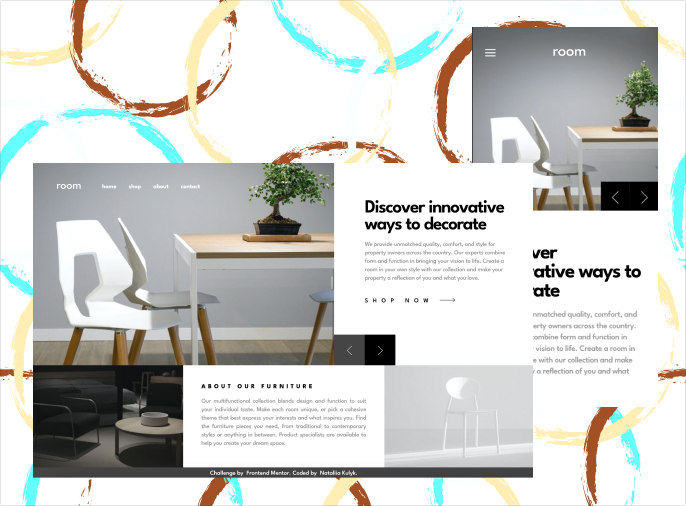 room
room
home shop about contact
Discover innovative
ways to decorate
We provide unmatched quality, comfort, and style for
property owners across the country. Our experts combine
form and function in bringing your vision to life. Create a
room in your own style with our collection and make your
property a reflection of you and what you love.
SHOP NOW
ver
ative ways to
rate
nmatched quality, comfort, and
erty owners across the country.
combine form and function in
vision to life. Create a room in
e with our collection and make
a reflection of you and what
ABOUT OUR FURNITURE
Our multifunctional collection blends design and function to suit
your individual taste. Make each room unique, or pick a cohesive
theme that best express your interests and what inspires you. Find
the furniture pieces you need, from traditional to contemporary
styles or anything in between. Product specialists are available to
help you create your dream space.
Challenge by Frontend Mentor. Coded by Nataliia Kulyk.